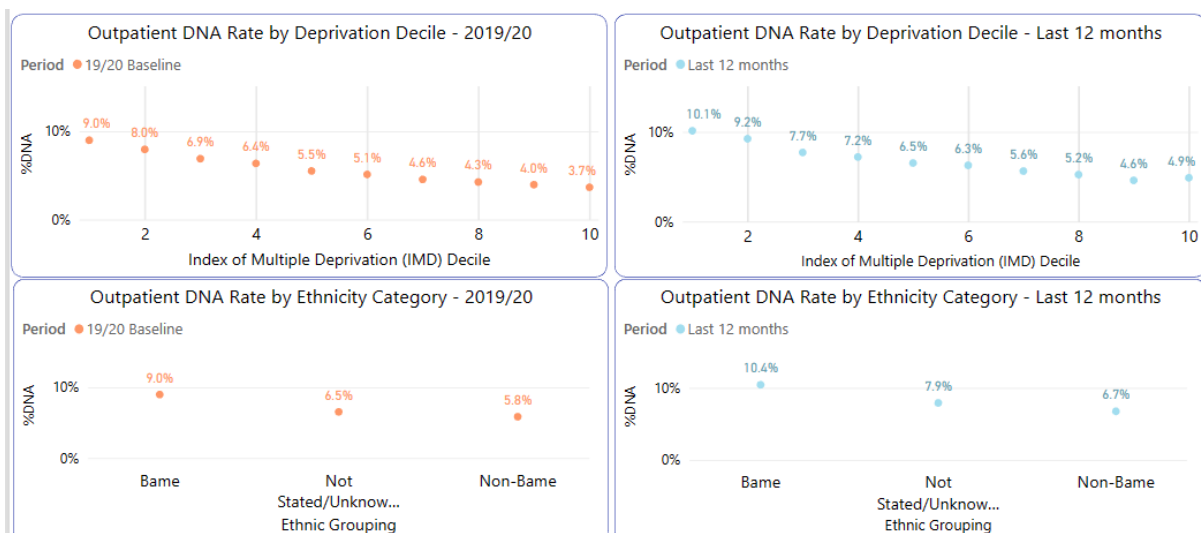 Outpatient DNA Rate by Deprivation Decile - 2019/20
Period 19/20 Baseline
%DNA
10%
0%
9.0%
8.0%
6.9%
6.4%
5.5%
5.1%
4.6%
4.3%
4.0%
3.7%
2 4 6 8 10
Index of Multiple Deprivation (IMD) Decile
Outpatient DNA Rate by Deprivation Decile - Last 12 months
Period Last 12 months
%DNA
10%
0%
10.1%
9.2%
7.7%
7.2%
6.5%
6.3%
5.6%
5.2%
4.6%
4.9%
2 4 6 8 10
Index of Multiple Deprivation (IMD) Decile
Outpatient DNA Rate by Ethnicity Category - 2019/20
Period 19/20 Baseline
%DNA
10%
0%
9.0%
6.5%
5.8%
Bame Not Non-Bame
Stated/Unknow...
Ethnic Grouping
Outpatient DNA Rate by Ethnicity Category - Last 12 months
Period Last 12 months
%DNA
10%
0%
10.4%
7.9%
6.7%
Bame Not Non-Bame
Stated/Unknow...
Ethnic Grouping